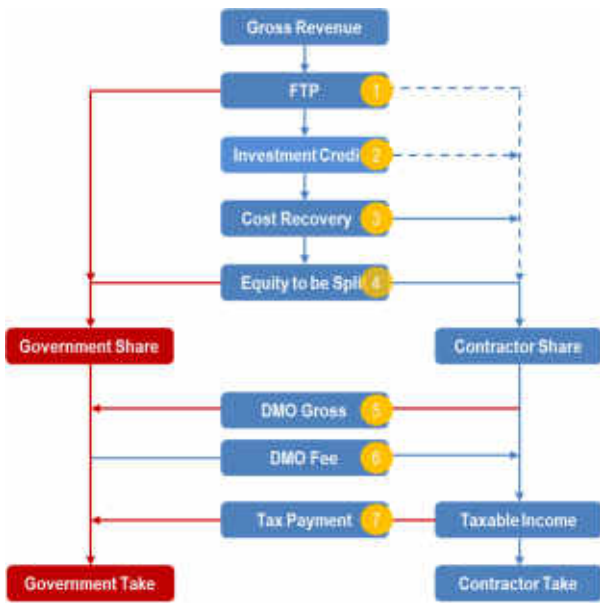 Gross Revenue
FTP 1
Investment Credi 2
Cost Recovery 3
Equity to be Spli 4
Government Share
Contractor Share
DMO Gross 5
DMO Fee 6
Tax Payment 7
Taxable Income
Government Take
Contractor Take